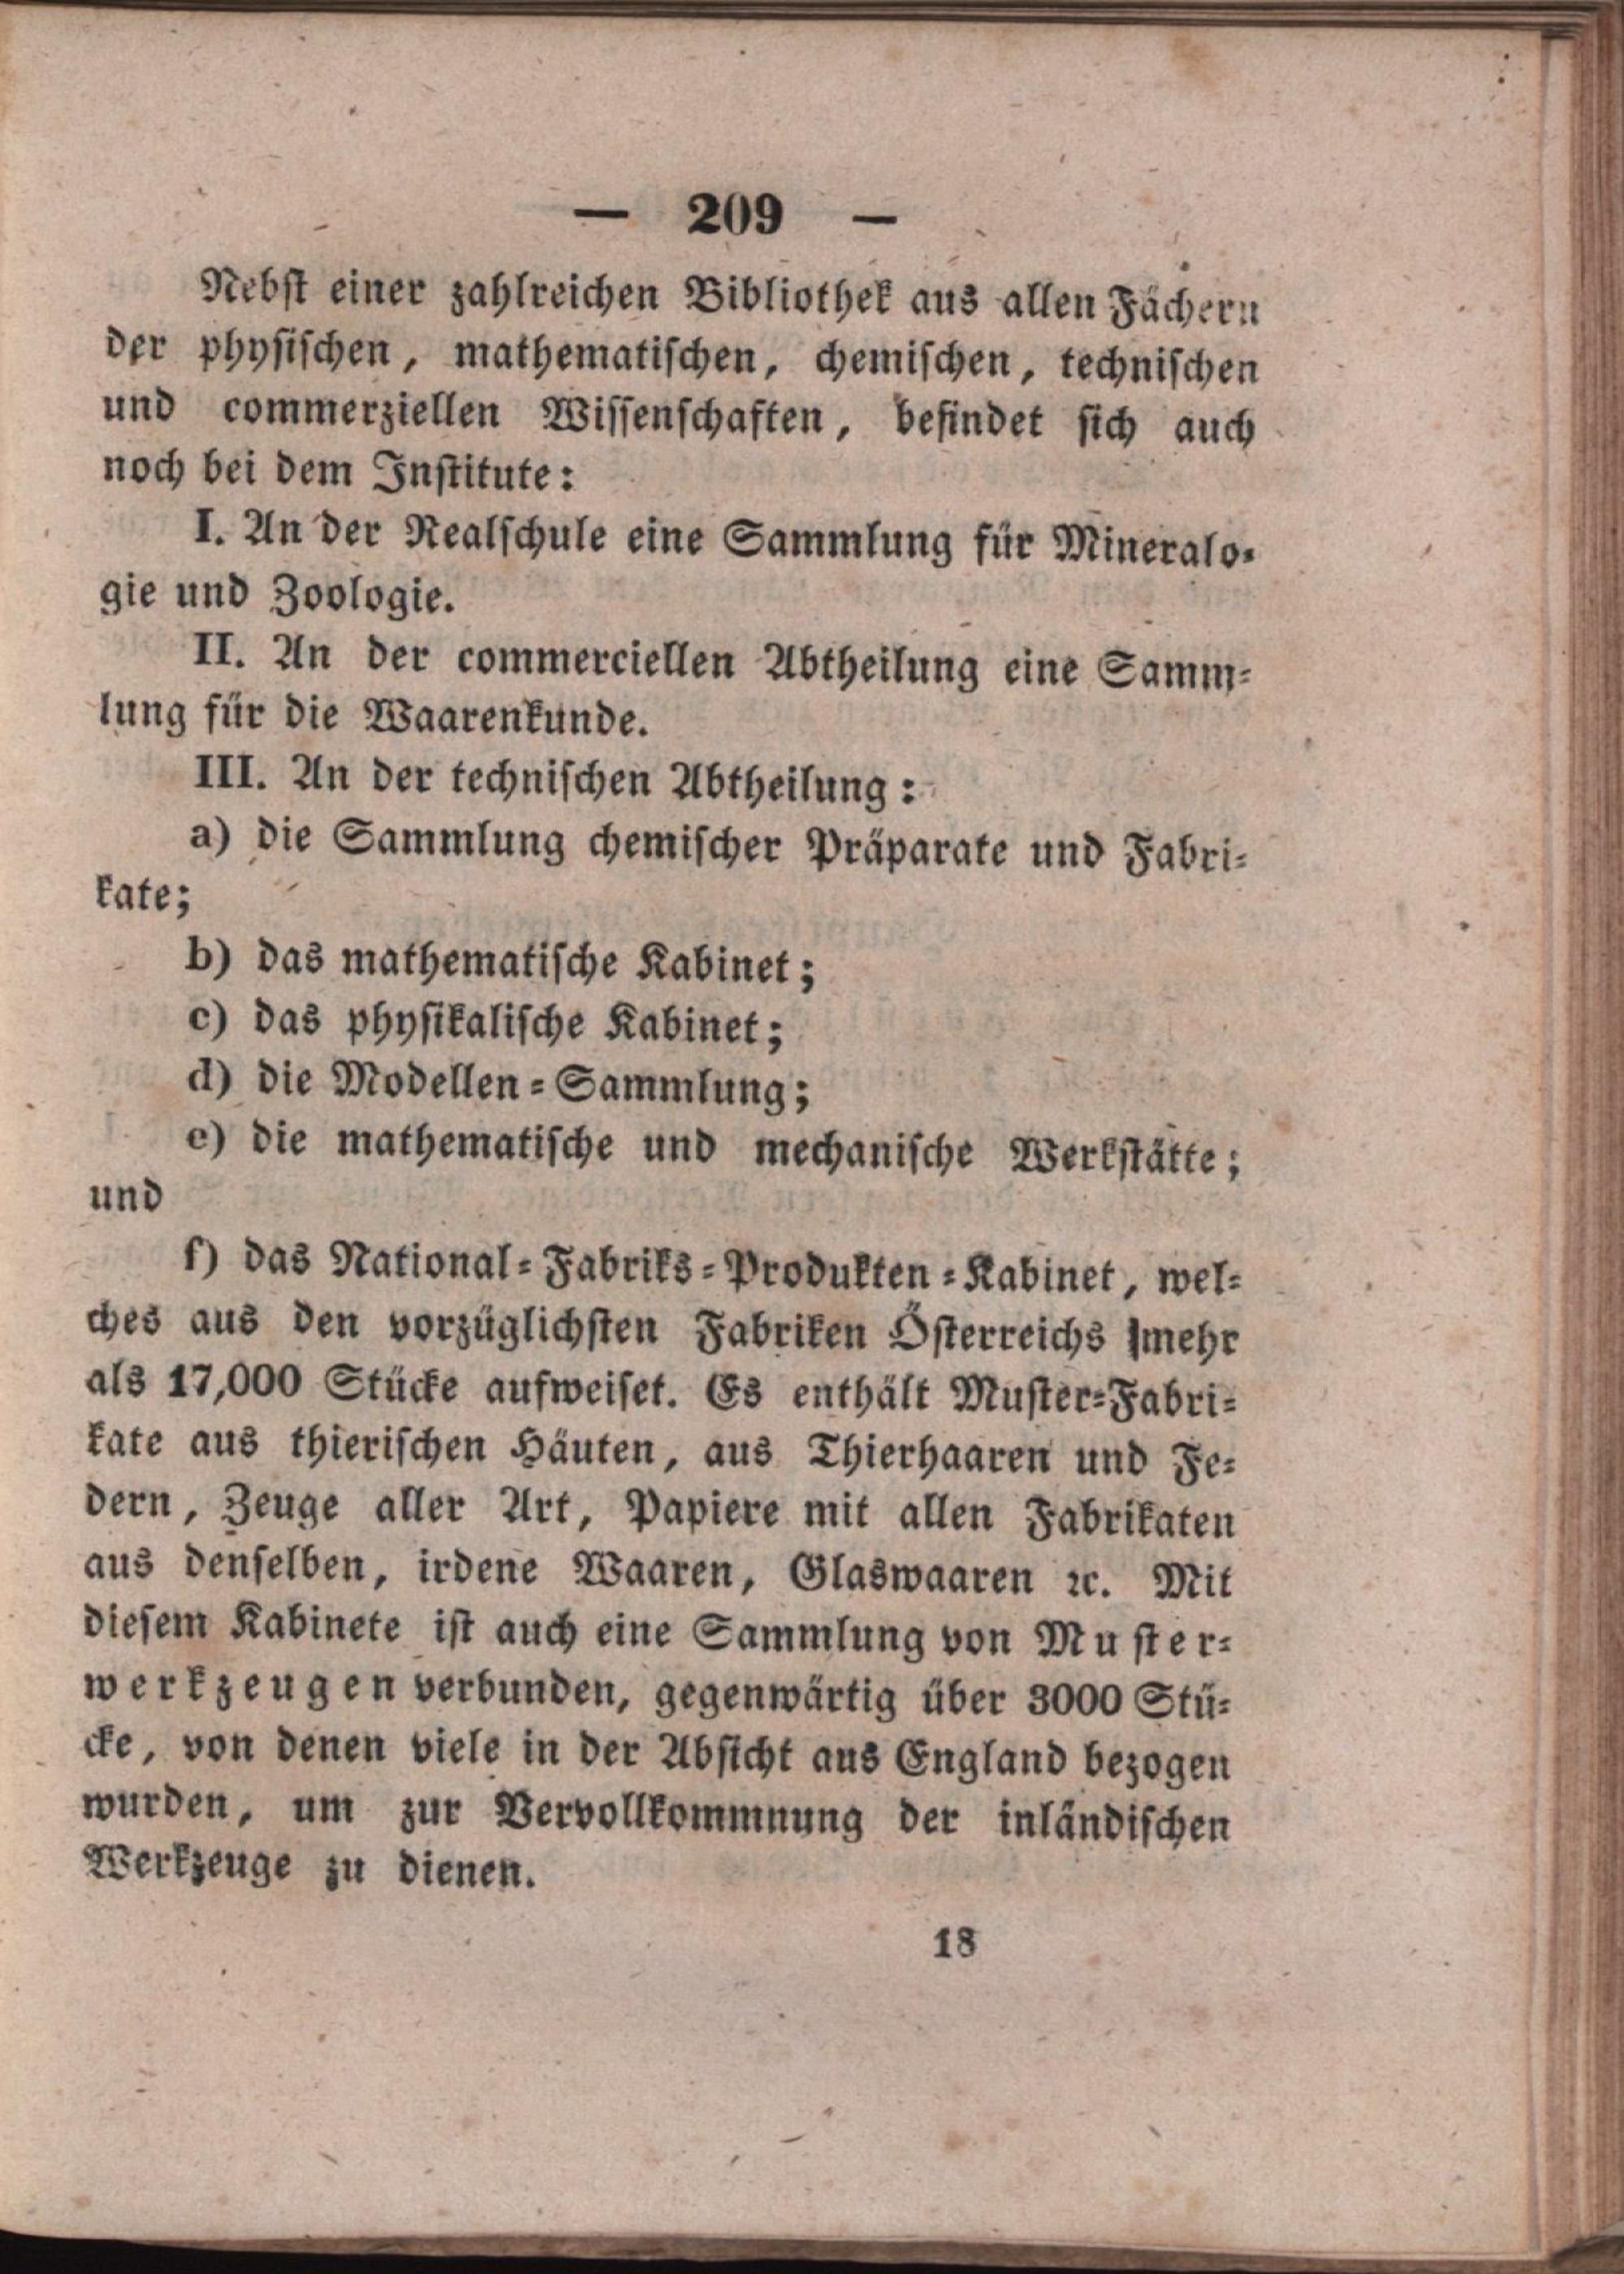 — 209 —
Nebst einer zahlreichen Bibliothek aus allen Fächern
der physischen, mathematischen, chemischen, technischen
und commerziellen Wissenschaften, befindet sich auch
noch bei dem Institute:
I. An der Realschule eine Sammlung für Mineralo-
gie und Zoologie.
II. An der commerciellen Abtheilung eine Samm-
lung für die Waarenkunde.
III. An der technischen Abtheilung:
a) die Sammlung chemischer Präparate und Fabri-
kate;
b) das mathematische Kabinet;
c) das physikalische Kabinet;
d) die Modellen-Sammlung;
e) die mathematische und mechanische Werkstätte;
und
f) das National-Fabriks-Produkten-Kabinet, wel-
ches aus den vorzüglichsten Fabriken Österreichs mehr
als 17,000 Stücke aufweiset. Es enthält Muster-Fabri-
kate aus thierischen Häuten, aus Thierhaaren und Fe-
dern, Zeuge aller Art, Papiere mit allen Fabrikaten
aus denselben, irdene Waaren, Glaswaaren ꝛc. Mit
diesem Kabinete ist auch eine Sammlung von Muster-
werkzeugen verbunden, gegenwärtig über 3000 Stü-
cke, von denen viele in der Absicht aus England bezogen
wurden, um zur Vervollkommnung der inländischen
Werkzeuge zu dienen.
18